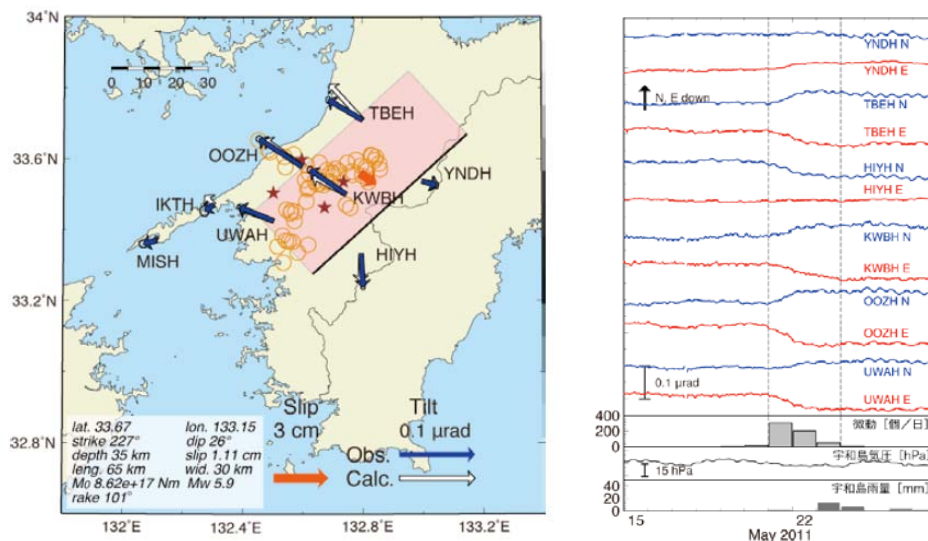 34°N
33.6°
33.2°
32.8°
132°E
132.4°
132.8°
133.2°
0 10 20 30
TBEH
OOZH
YNDH
IKTH
KWBH
UWAH
MISH
HIYH
lat. 33.67 lon. 133.15
strike 227° dip 26°
depth 35 km slip 1.11 cm
leng. 65 km wid. 30 km
M0 8.62e+17 Nm Mw 5.9
rake 101°
Slip
3 cm
Tilt
0.1 μrad
Obs.
Calc.
YNDH N
YNDH E
N, E down
TBEH N
TBEH E
HIYH N
HIYH E
KWBH N
KWBH E
OOZH N
OOZH E
UWAH N
0.1 μrad
UWAH E
400
200
0
微動 [個/日]
宇和島気圧 [hPa]
15 hPa
40
20
0
宇和島雨量 [mm]
15
22
May 2011